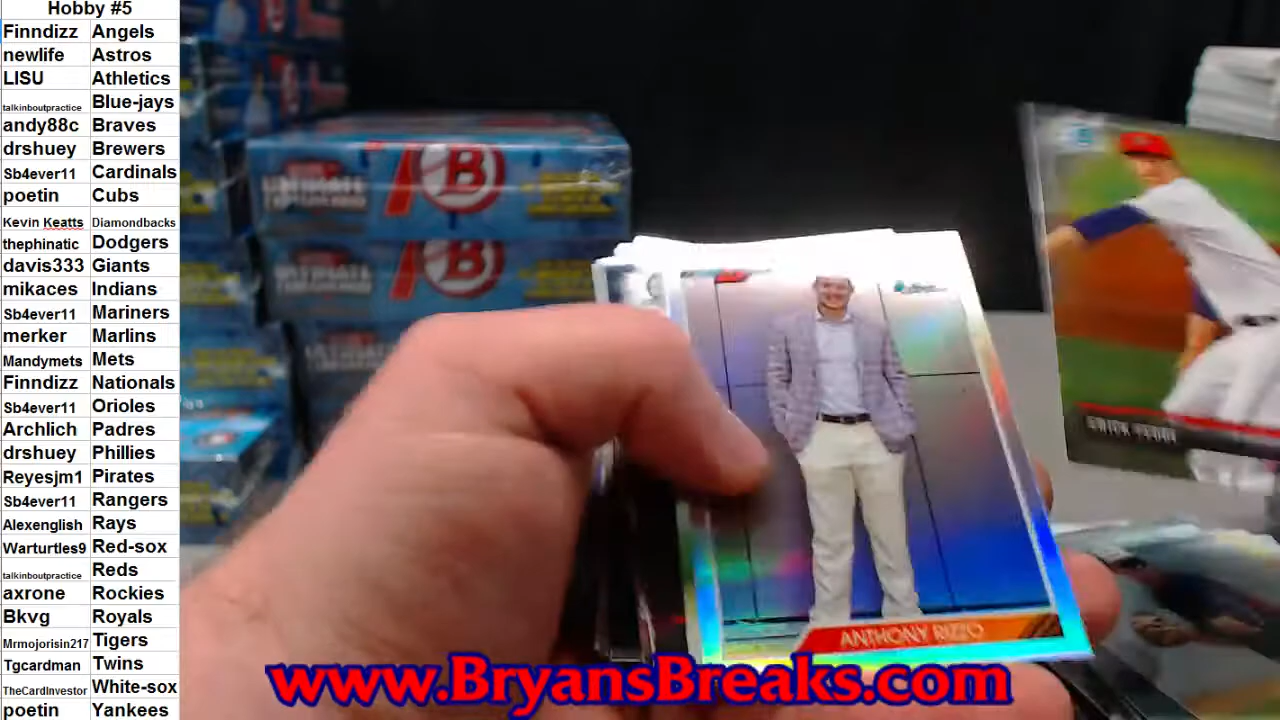 Hobby #5
Finndizz Angels
newlife Astros
LISU Athletics
talkinboutpractice Blue-jays
andy88c Braves
drshuey Brewers
Sb4ever11 Cardinals
poetin Cubs
Kevin Keatts Diamondbacks
thephinatic Dodgers
davis333 Giants
mikaces Indians
Sb4ever11 Mariners
merker Marlins
Mandymets Mets
Finndizz Nationals
Sb4ever11 Orioles
Archlich Padres
drshuey Phillies
Reyesjm1 Pirates
Sb4ever11 Rangers
Alexenglish Rays
Warturtles9 Red-sox
talkinboutpractice Reds
axrone Rockies
Bkvg Royals
Mrmojorisin217 Tigers
Tgcardman Twins
TheCardInvestor White-sox
poetin Yankees
B
B
ANTHONY RIZZO
www.BryansBreaks.com